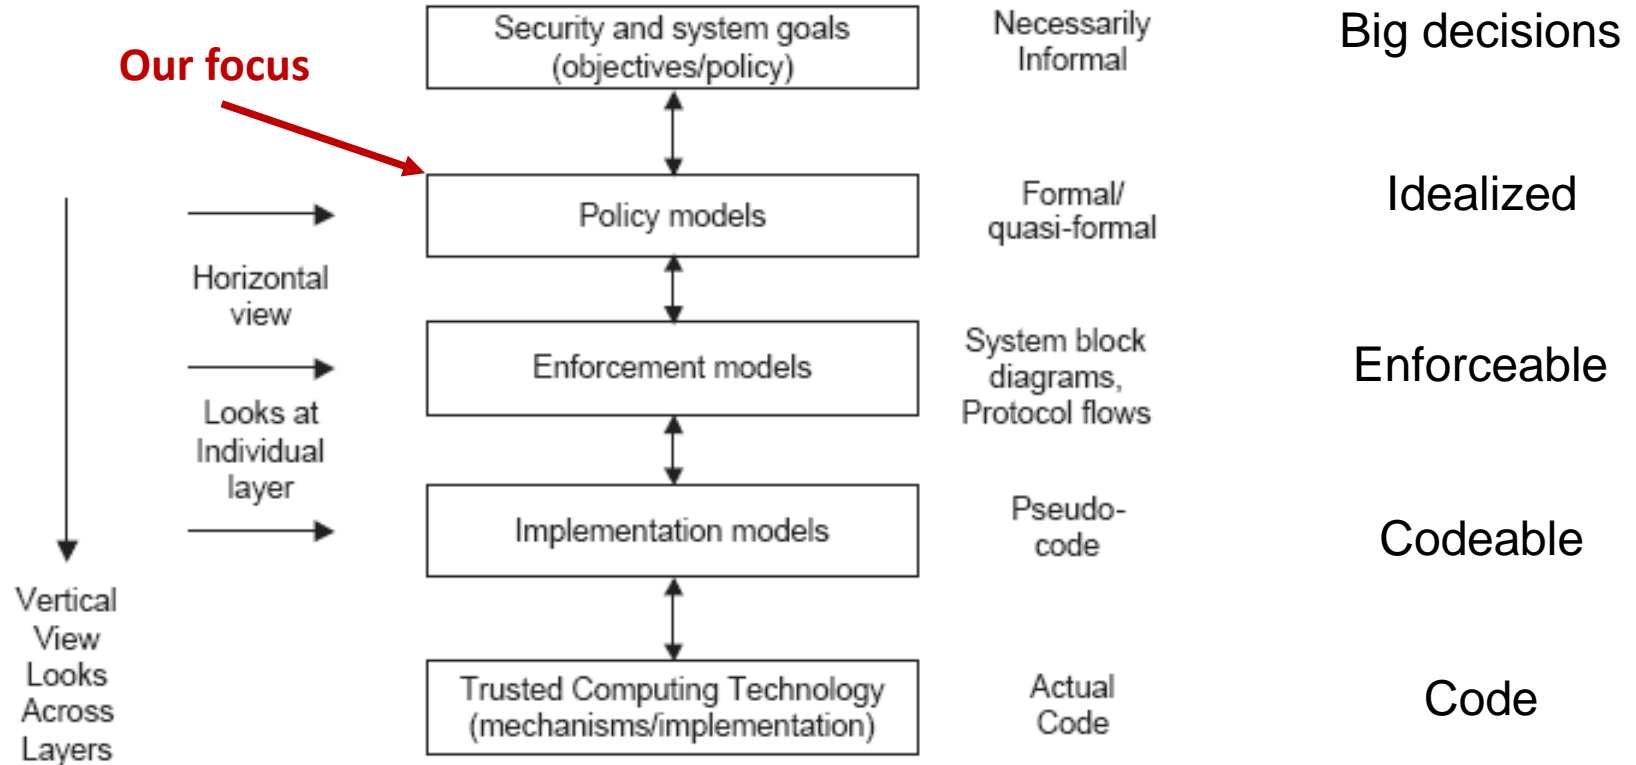 Our focus
Security and system goals
(objectives/policy)
Necessarily
Informal
Big decisions
Policy models
Formal/
quasi-formal
Idealized
Horizontal
view
Enforcement models
System block
diagrams,
Protocol flows
Enforceable
Looks at
Individual
layer
Implementation models
Pseudo-
code
Codeable
Vertical
View
Looks
Across
Layers
Trusted Computing Technology
(mechanisms/implementation)
Actual
Code
Code